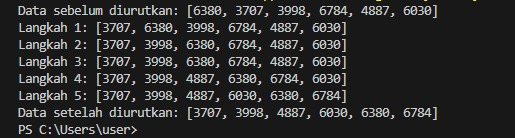 Data sebelum diurutkan: [6380, 3707, 3998, 6784, 4887, 6030]
Langkah 1: [3707, 6380, 3998, 6784, 4887, 6030]
Langkah 2: [3707, 3998, 6380, 6784, 4887, 6030]
Langkah 3: [3707, 3998, 6380, 6784, 4887, 6030]
Langkah 4: [3707, 3998, 4887, 6380, 6784, 6030]
Langkah 5: [3707, 3998, 4887, 6030, 6380, 6784]
Data setelah diurutkan: [3707, 3998, 4887, 6030, 6380, 6784]
PS C:\Users\user>